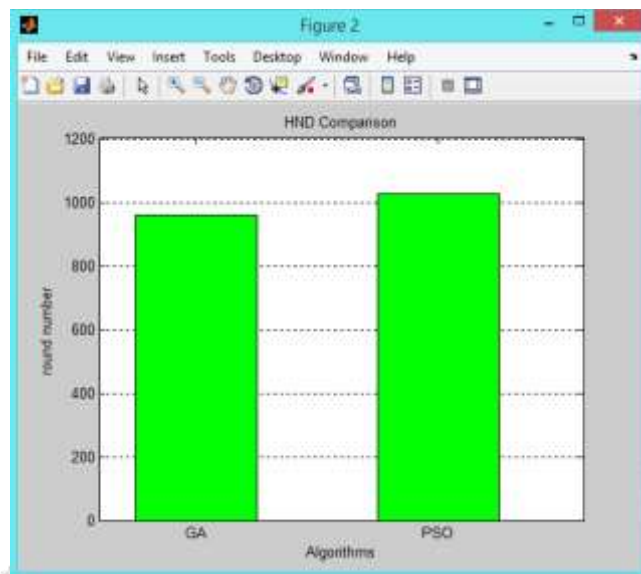 Figure 2
File Edit View Insert Tools Desktop Window Help
HND Comparison
1200
1000
800
600
400
200
0
round number
GA PSO
Algorithms